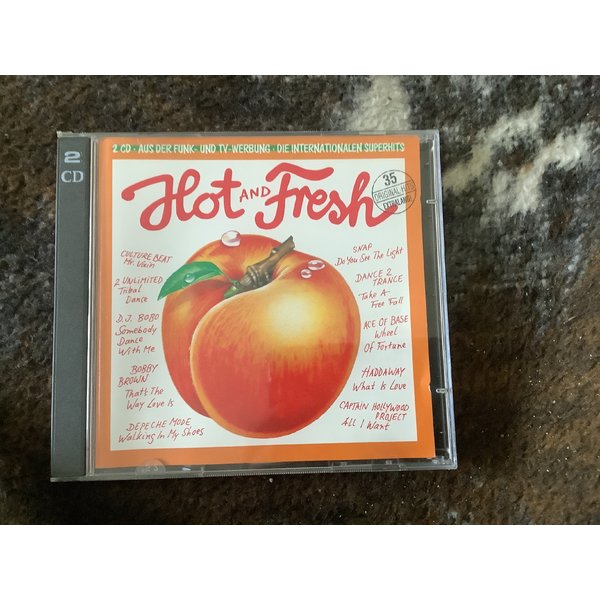 2 CD
2 CD · AUS DER FUNK- UND TV-WERBUNG · DIE INTERNATIONALEN SUPERHITS
Hot AND Fresh
35
ORIGINAL HITS
EXTRALANG!
CULTURE BEAT
Mr. Vain
2 UNLIMITED
Tribal
Dance
D.J. BOBO
Somebody
Dance
With Me
BOBBY
BROWN
That's The
Way Love Is
DEPECHE MODE
Walking In My Shoes
SNAP
Do You See The Light
DANCE 2
TRANCE
Take A
Free Fall
ACE OF BASE
Wheel
Of Fortune
HADDAWAY
What Is Love
CAPTAIN HOLLYWOOD
PROJECT
All I Want